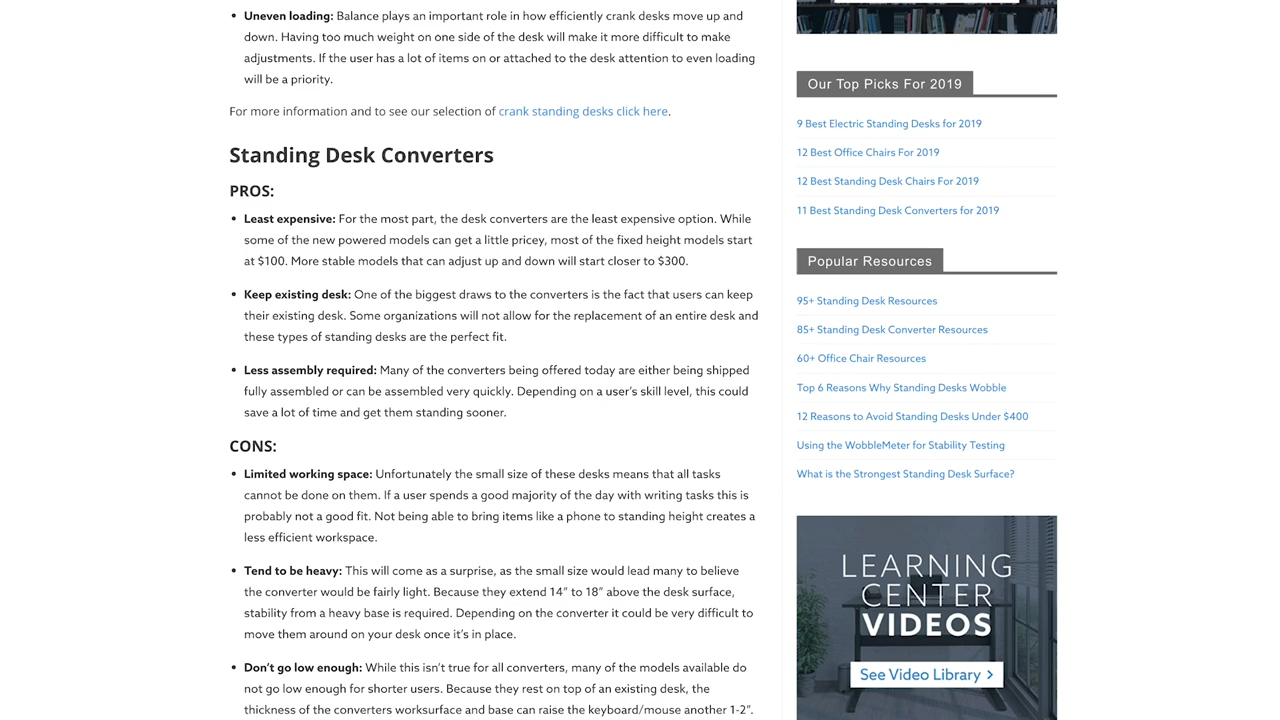 • Uneven loading: Balance plays an important role in how efficiently crank desks move up and
down. Having too much weight on one side of the desk will make it more difficult to make
adjustments. If the user has a lot of items on or attached to the desk attention to even loading
will be a priority.
For more information and to see our selection of crank standing desks click here.
Standing Desk Converters
PROS:
• Least expensive: For the most part, the desk converters are the least expensive option. While
some of the new powered models can get a little pricey, most of the fixed height models start
at $100. More stable models that can adjust up and down will start closer to $300.
• Keep existing desk: One of the biggest draws to the converters is the fact that users can keep
their existing desk. Some organizations will not allow for the replacement of an entire desk and
these types of standing desks are the perfect fit.
• Less assembly required: Many of the converters being offered today are either being shipped
fully assembled or can be assembled very quickly. Depending on a user's skill level, this could
save a lot of time and get them standing sooner.
CONS:
• Limited working space: Unfortunately the small size of these desks means that all tasks
cannot be done on them. If a user spends a good majority of the day with writing tasks this is
probably not a good fit. Not being able to bring items like a phone to standing height creates a
less efficient workspace.
• Tend to be heavy: This will come as a surprise, as the small size would lead many to believe
the converter would be fairly light. Because they extend 14” to 18” above the desk surface,
stability from a heavy base is required. Depending on the converter it could be very difficult to
move them around on your desk once it’s in place.
• Don’t go low enough: While this isn’t true for all converters, many of the models available do
not go low enough for shorter users. Because they rest on top of an existing desk, the
thickness of the converters worksurface and base can raise the keyboard/mouse another 1-2”.
Our Top Picks For 2019
9 Best Electric Standing Desks for 2019
12 Best Office Chairs For 2019
12 Best Standing Desk Chairs For 2019
11 Best Standing Desk Converters for 2019
Popular Resources
95+ Standing Desk Resources
85+ Standing Desk Converter Resources
60+ Office Chair Resources
Top 6 Reasons Why Standing Desks Wobble
12 Reasons to Avoid Standing Desks Under $400
Using the WobbleMeter for Stability Testing
What is the Strongest Standing Desk Surface?
LEARNING
CENTER
VIDEOS
See Video Library >